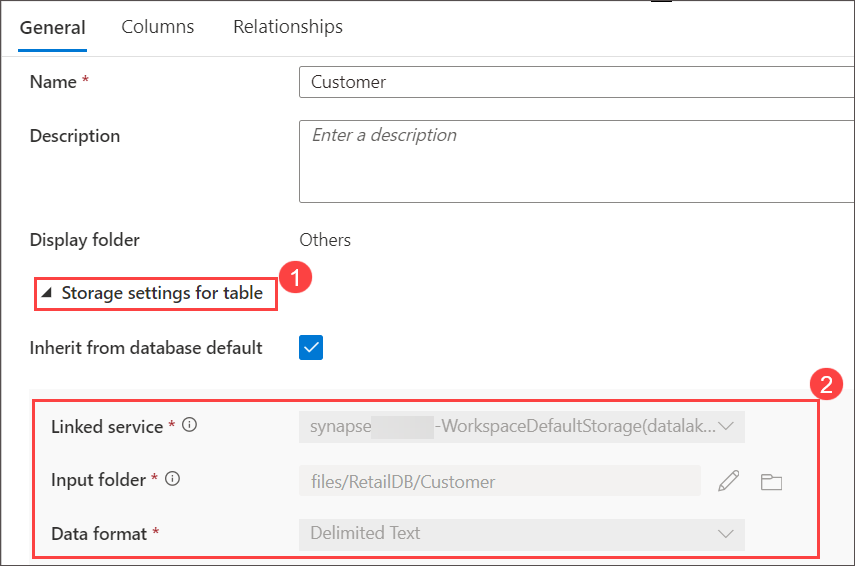 General Columns Relationships
Name * Customer
Description Enter a description
Display folder Others
1
Storage settings for table
Inherit from database default
2
Linked service * synapse -WorkspaceDefaultStorage(datalak...
Input folder * files/RetailDB/Customer
Data format * Delimited Text